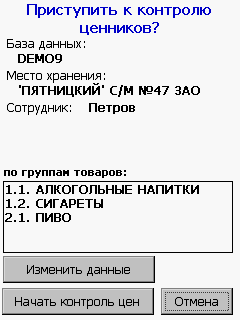 Приступить к контролю
ценников?
База данных:
DEMO9
Место хранения:
'ПЯТНИЦКИЙ' С/М №47 ЗАО
Сотрудник: Петров
по группам товаров:
1.1. АЛКОГОЛЬНЫЕ НАПИТКИ
1.2. СИГАРЕТЫ
2.1. ПИВО
Изменить данные
Начать контроль цен Отмена